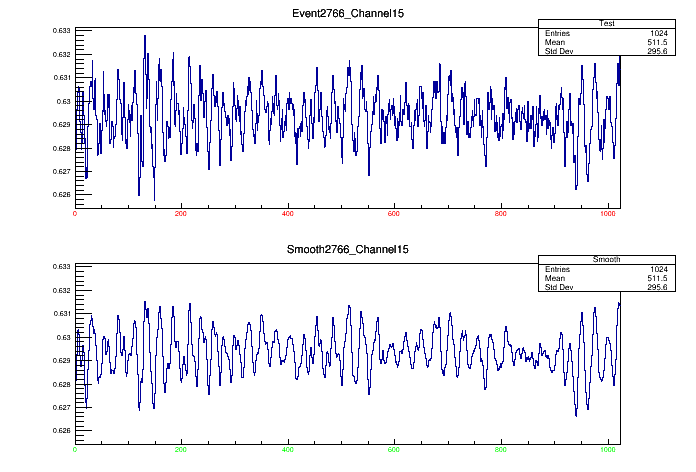 Event2766_Channel15
Test
Entries 1024
Mean 511.5
Std Dev 295.6
0.633
0.632
0.631
0.63
0.629
0.628
0.627
0.626
0 200 400 600 800 1000
Smooth2766_Channel15
Smooth
Entries 1024
Mean 511.5
Std Dev 295.6
0.633
0.632
0.631
0.63
0.629
0.628
0.627
0.626
0 200 400 600 800 1000